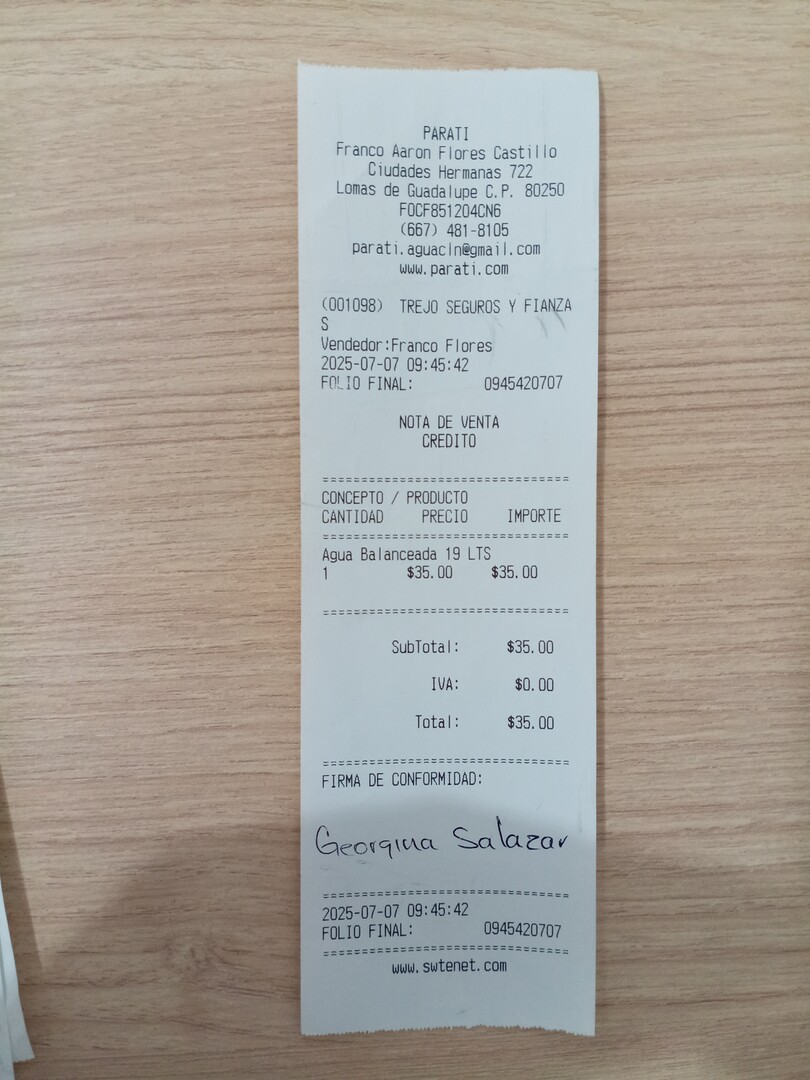 PARATI
Franco Aaron Flores Castillo
Ciudades Hermanas 722
Lomas de Guadalupe C.P. 80250
FOCF851204CN6
(667) 481-8105
parati.aguacln@gmail.com
www.parati.com
(001098) TREJO SEGUROS Y FIANZA
S
Vendedor:Franco Flores
2025-07-07 09:45:42
FOLIO FINAL: 0945420707
NOTA DE VENTA
CREDITO
================================
CONCEPTO / PRODUCTO
CANTIDAD PRECIO IMPORTE
================================
Agua Balanceada 19 LTS
1 $35.00 $35.00
================================
SubTotal: $35.00
IVA: $0.00
Total: $35.00
================================
FIRMA DE CONFORMIDAD:
Georgina Salazar
================================
2025-07-07 09:45:42
FOLIO FINAL: 0945420707
================================
www.swtenet.com